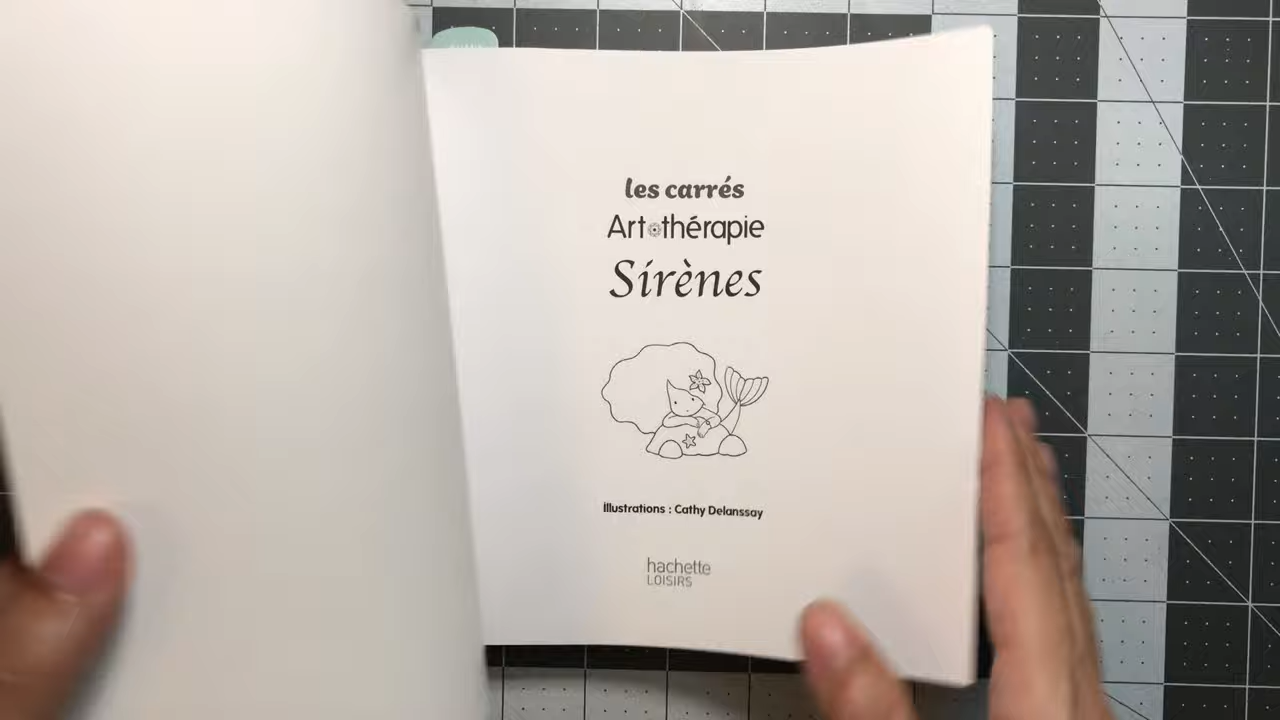 les carrés
Art thérapie
Sirènes
Illustrations : Cathy Delanssay
hachette
LOISIRS